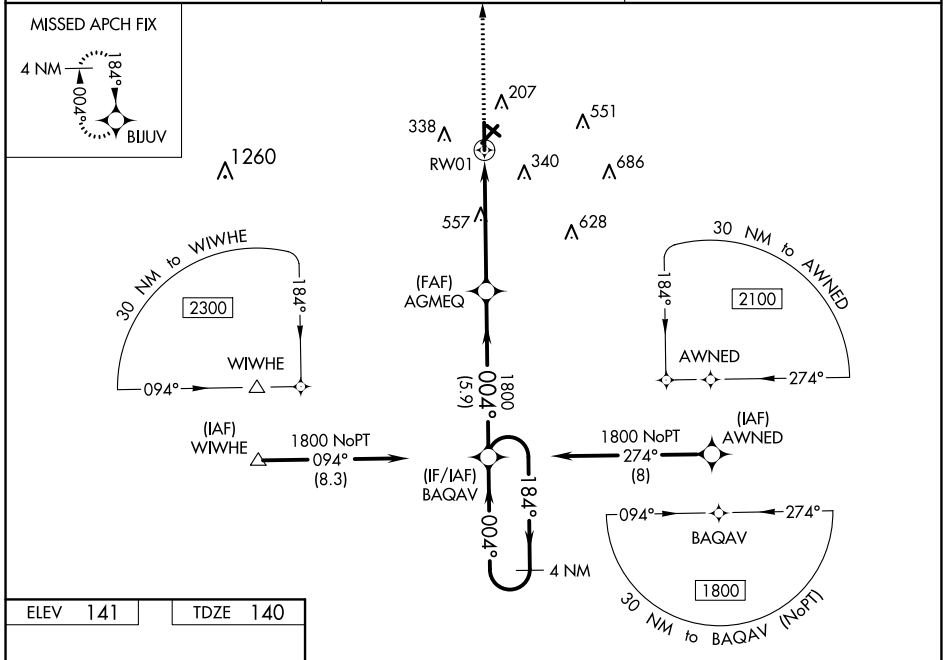 MISSED APCH FIX
4 NM
184°
004°
BIJUV
1260
207
551
338
RW01
340
686
557
628
30 NM to WIWHE
2300
184°
WIWHE
094°
(FAF)
AGMEQ
30 NM to AWNED
184°
2100
AWNED
274°
1800
004°
(5.9)
(IAF)
WIWHE
1800 NoPT
094°
(8.3)
(IF/IAF)
BAQAV
1800 NoPT
274°
(8)
(IAF)
AWNED
184°
004°
4 NM
094°
274°
BAQAV
1800
30 NM to BAQAV (NoPT)
ELEV 141
TDZE 140